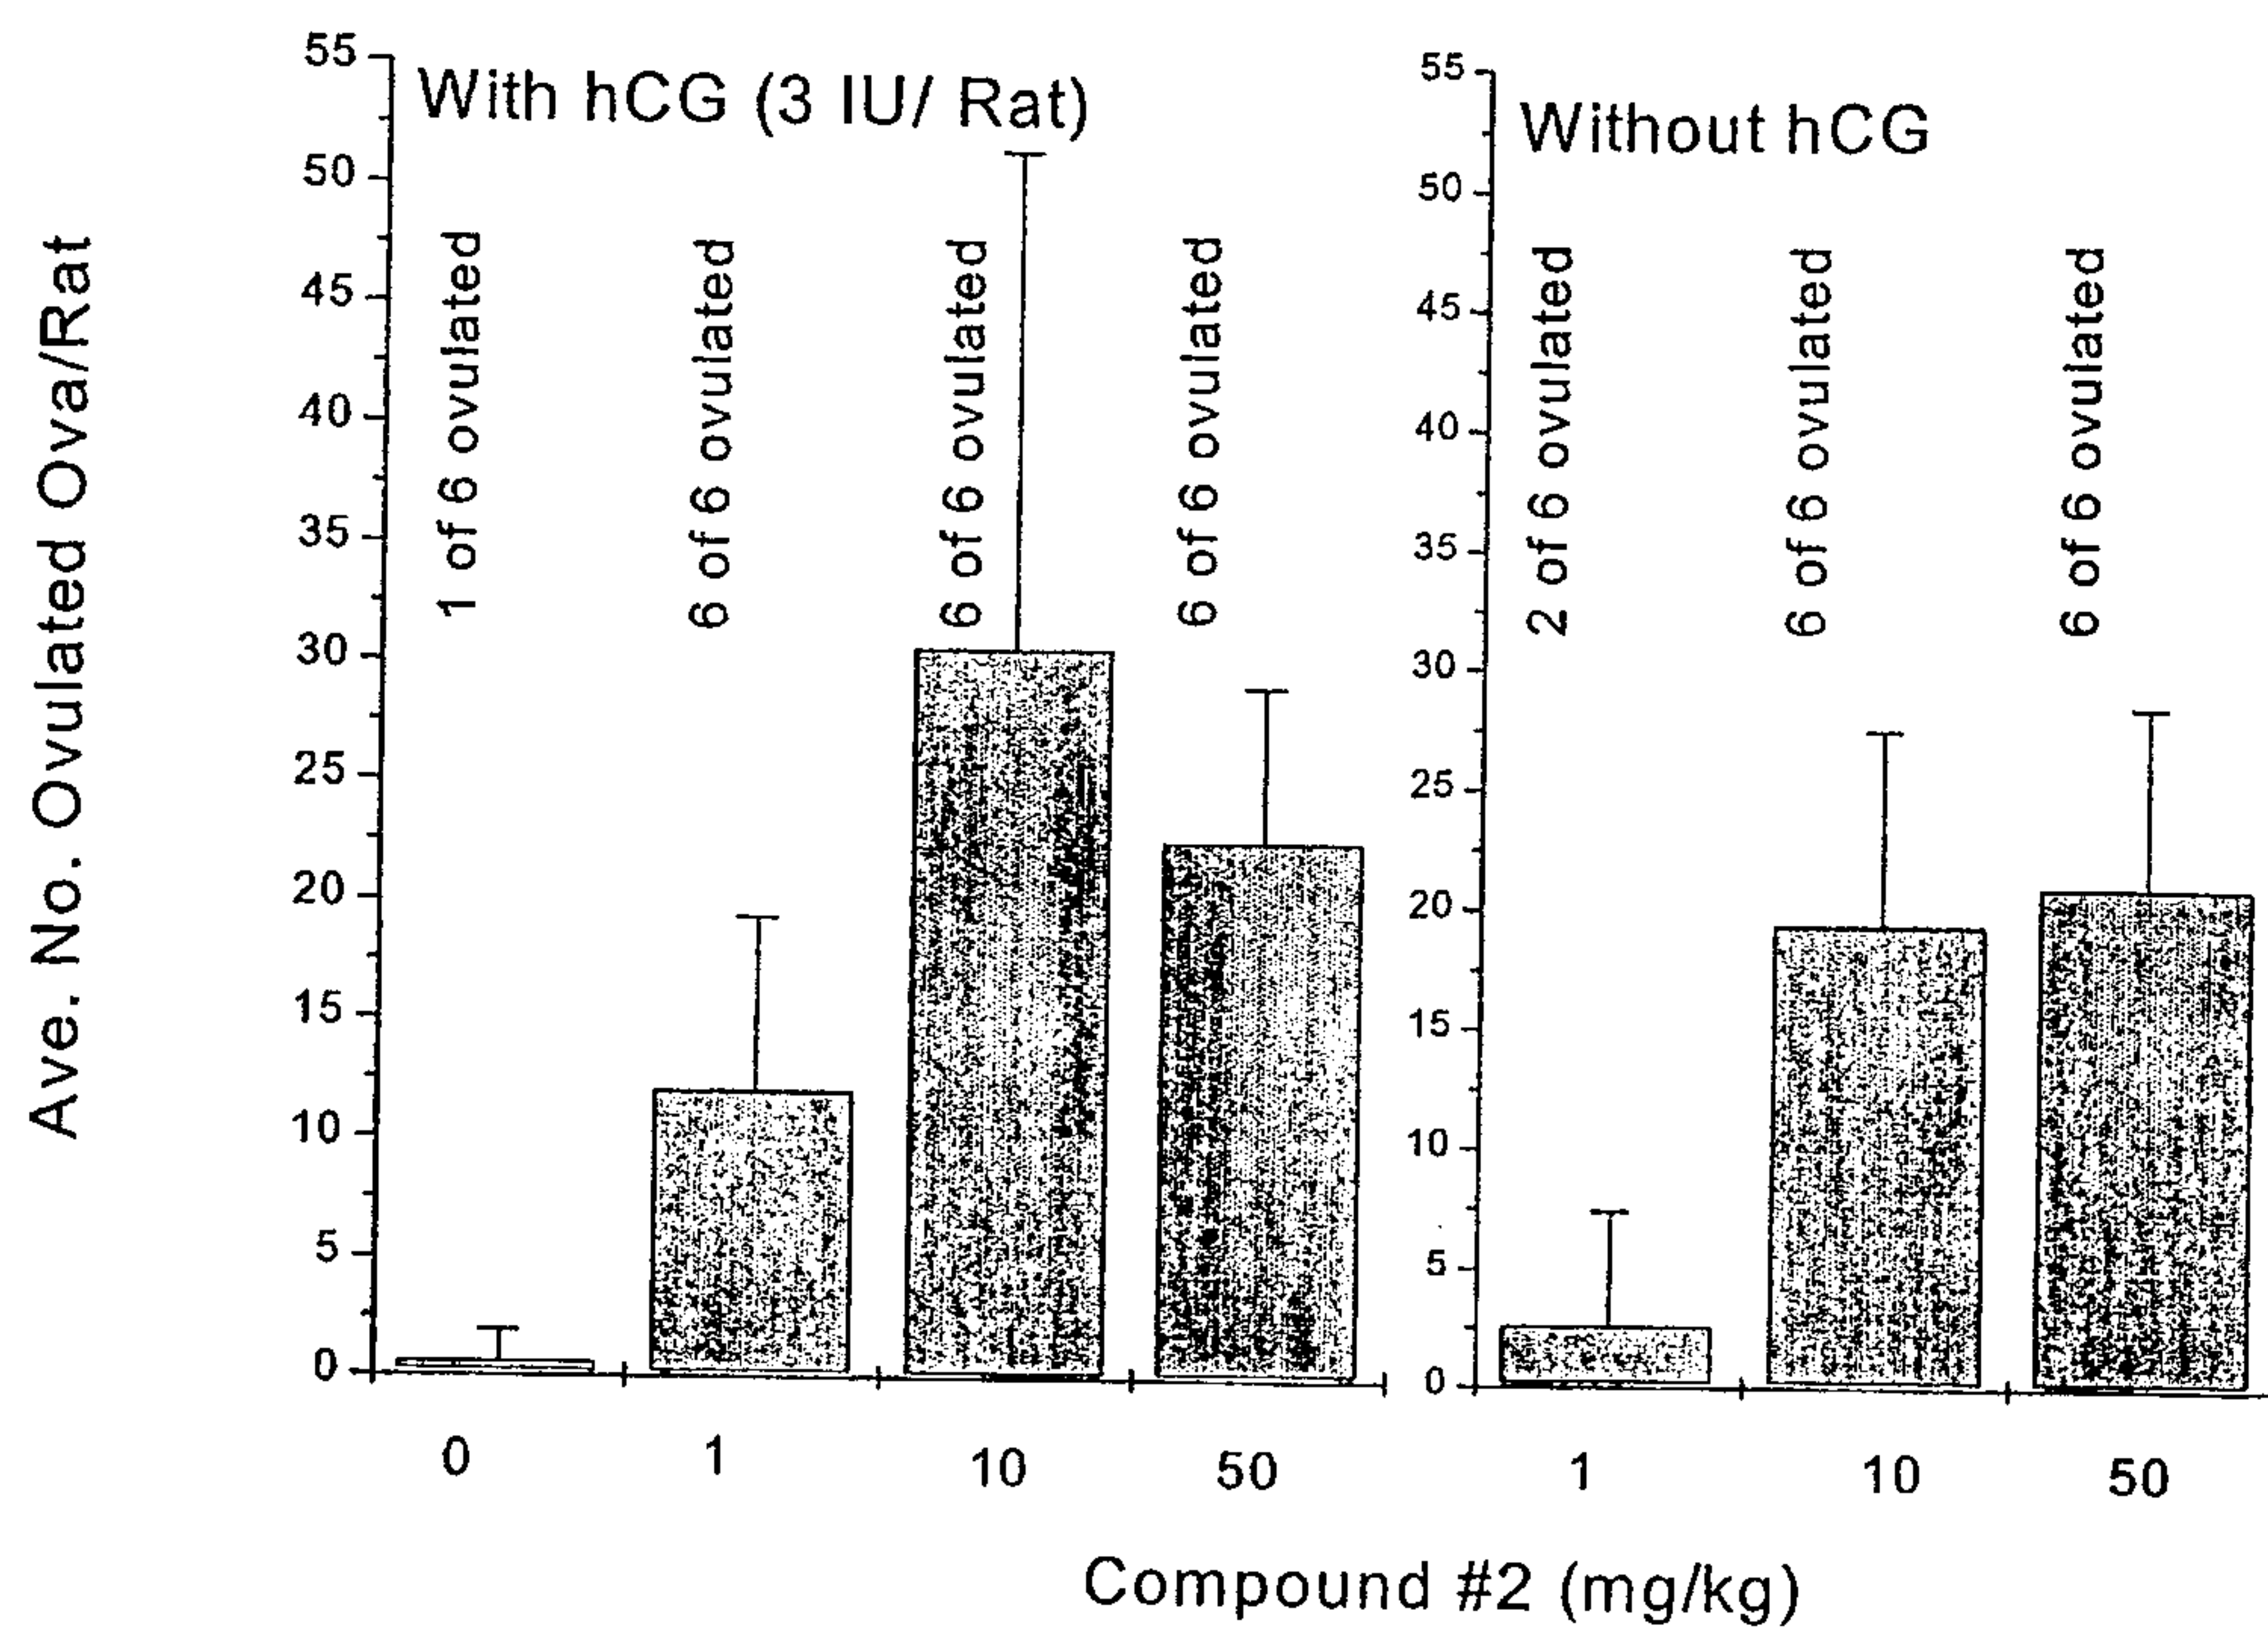 Ave. No. Ovulated Ova/Rat
55
50
45
40
35
30
25
20
15
10
5
0
With hCG (3 IU/ Rat)
1 of 6 ovulated
6 of 6 ovulated
6 of 6 ovulated
6 of 6 ovulated
0
1
10
50
55
50
45
40
35
30
25
20
15
10
5
0
Without hCG
2 of 6 ovulated
6 of 6 ovulated
6 of 6 ovulated
1
10
50
Compound #2 (mg/kg)